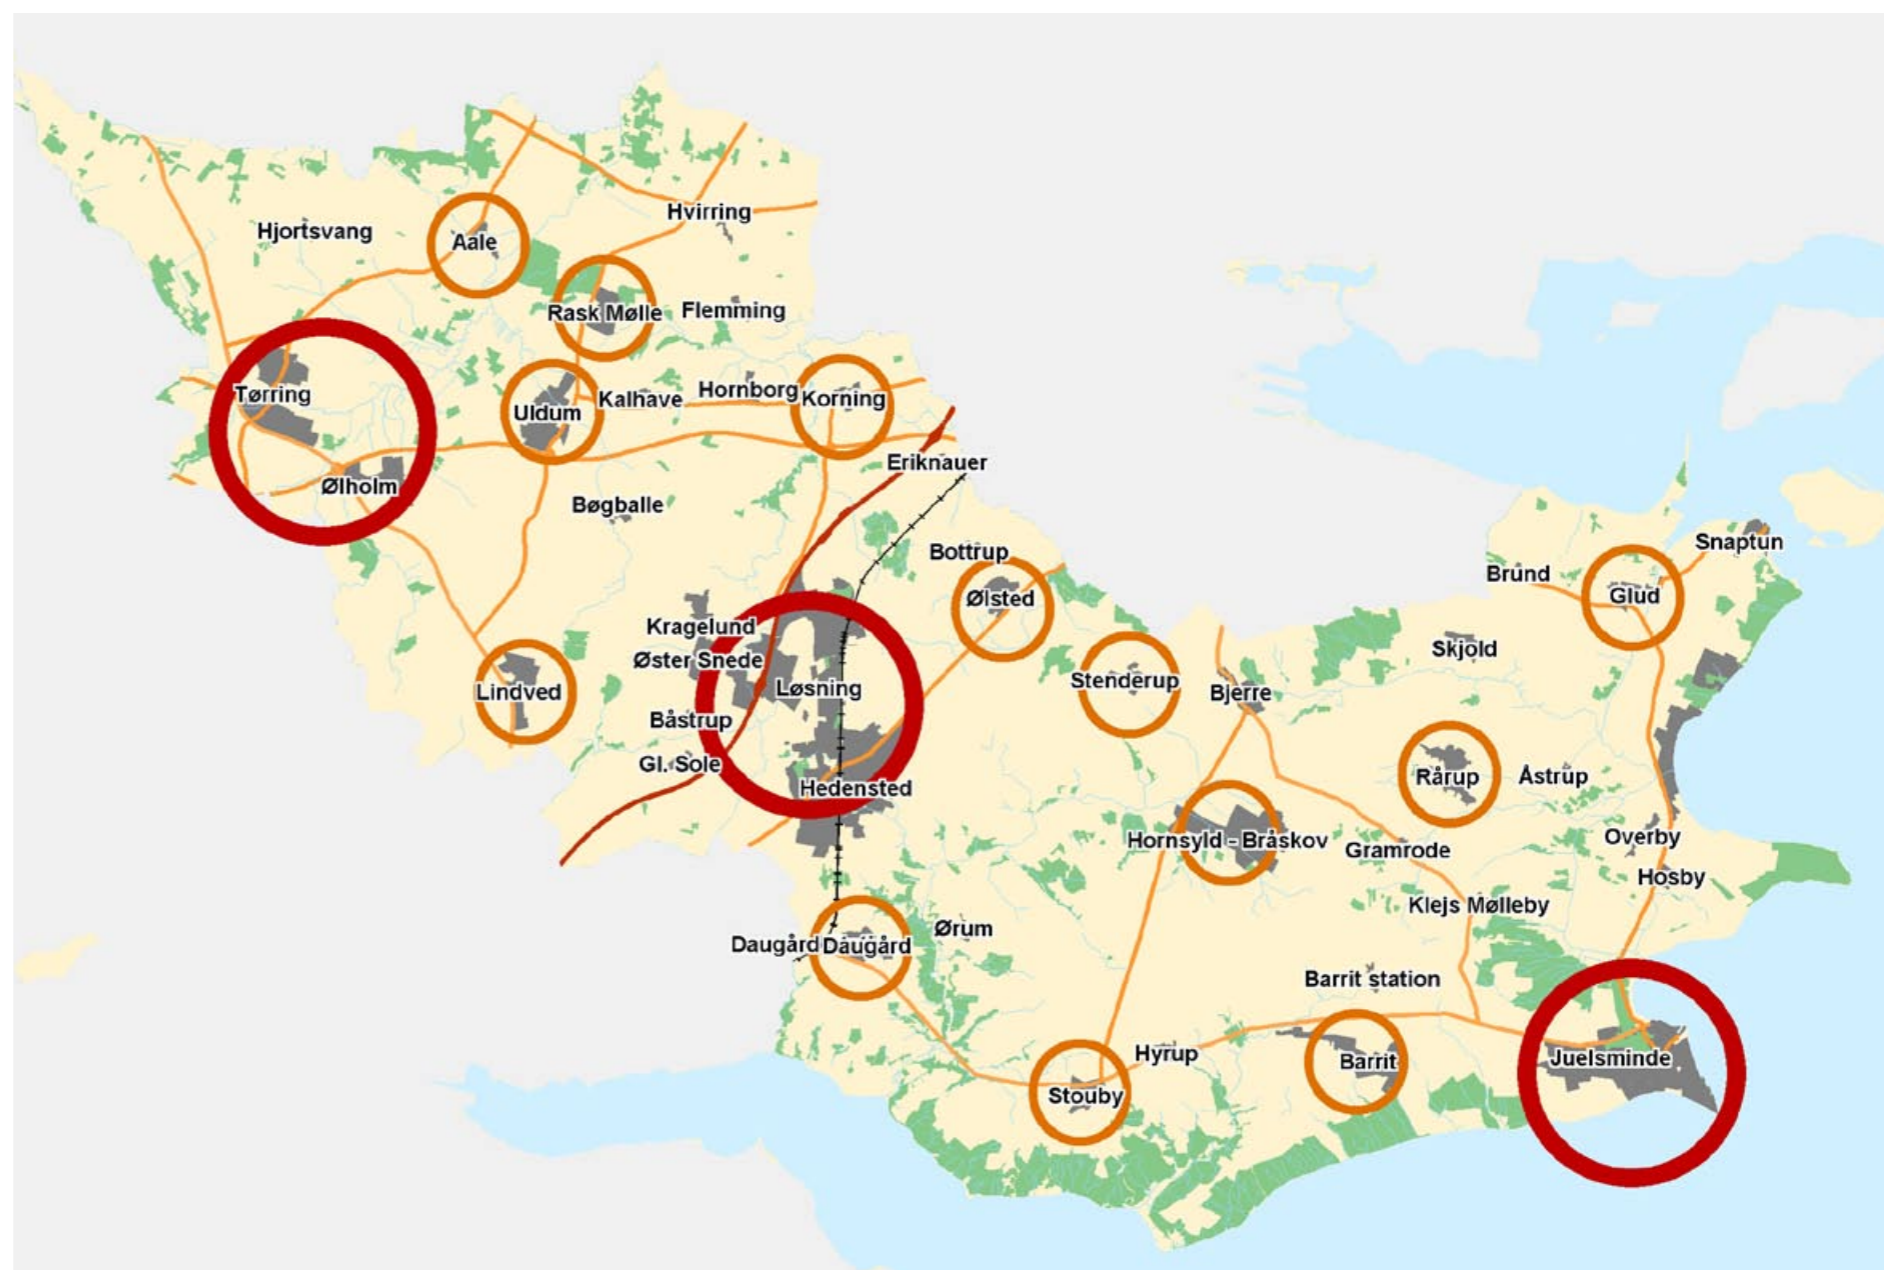 Hvirring
Hjortsvang
Aale
Rask Mølle
Flemming
Tørring
Uldum
Kalhave
Hornborg
Korning
Eriknauer
Ølholm
Bøgballe
Bottrup
Snaptun
Brund
Glud
Ølsted
Kragelund
Skjold
Øster Snede
Løsning
Stenderup
Bjerre
Lindved
Båstrup
Gl. Sole
Hedensted
Rårup
Åstrup
Hornsyld - Bråskov
Gramrode
Overby
Hosby
Klejs Mølleby
Ørum
Daugård
Daugård
Barrit station
Hyrup
Barrit
Juelsminde
Stouby